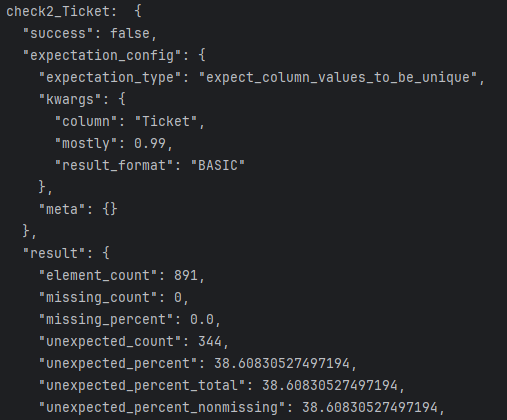 check2_Ticket:  {
  "success": false,
  "expectation_config": {
    "expectation_type": "expect_column_values_to_be_unique",
    "kwargs": {
      "column": "Ticket",
      "mostly": 0.99,
      "result_format": "BASIC"
    },
    "meta": {}
  },
  "result": {
    "element_count": 891,
    "missing_count": 0,
    "missing_percent": 0.0,
    "unexpected_count": 344,
    "unexpected_percent": 38.60830527497194,
    "unexpected_percent_total": 38.60830527497194,
    "unexpected_percent_nonmissing": 38.60830527497194,